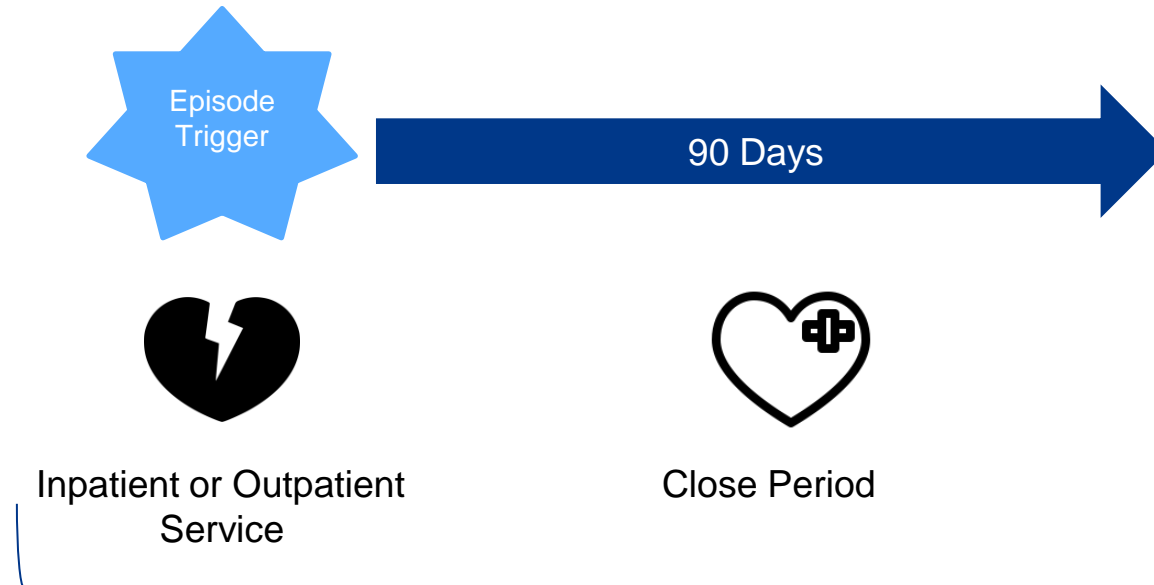 Episode
Trigger
90 Days
Inpatient or Outpatient
Service
Close Period